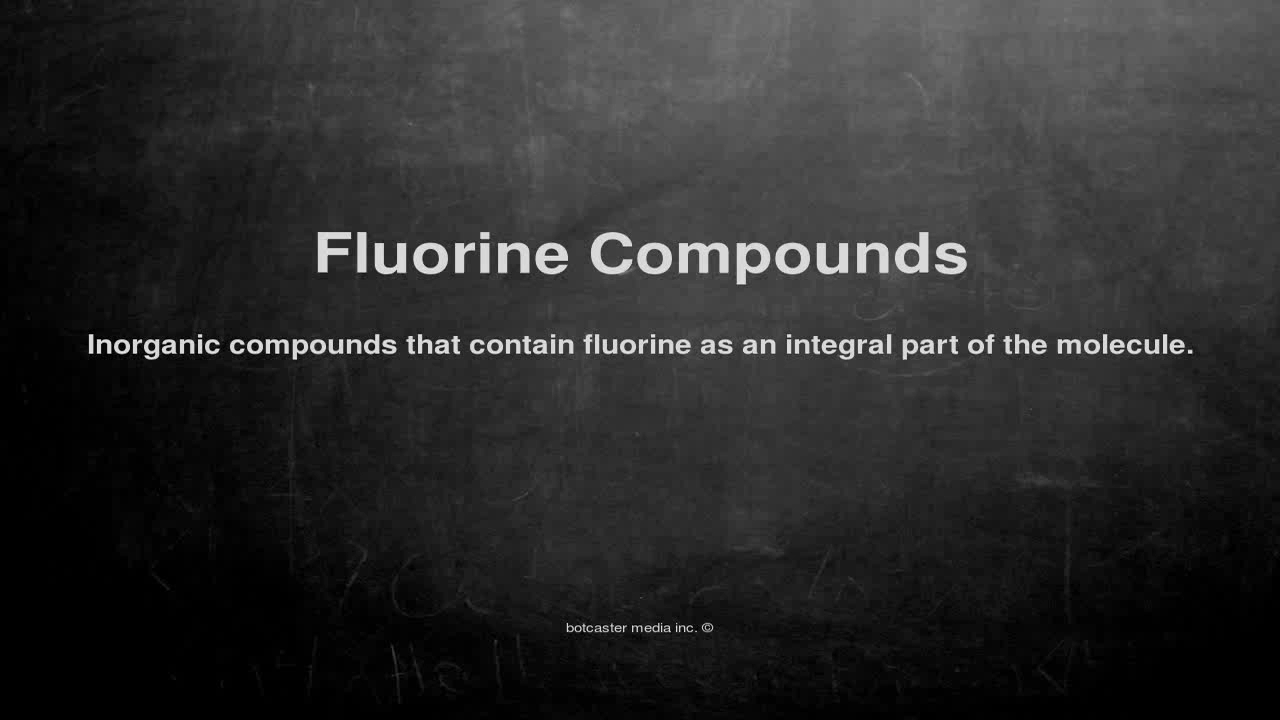 Fluorine Compounds
Inorganic compounds that contain fluorine as an integral part of the molecule.
botcaster media inc. ©